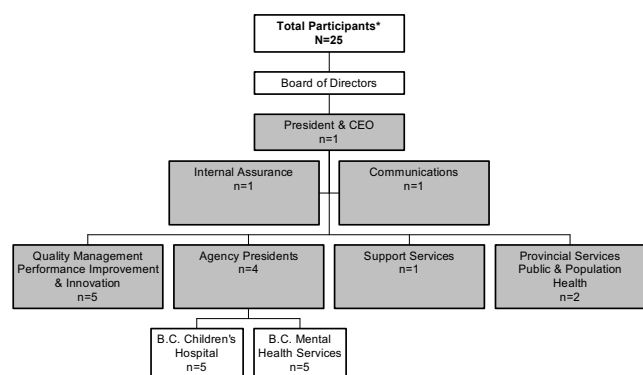 Total Participants*
N=25
Board of Directors
President & CEO
n=1
Internal Assurance
n=1
Communications
n=1
Quality Management
Performance Improvement
& Innovation
n=5
Agency Presidents
n=4
Support Services
n=1
Provincial Services
Public & Population
Health
n=2
B.C. Children's
Hospital
n=5
B.C. Mental
Health Services
n=5